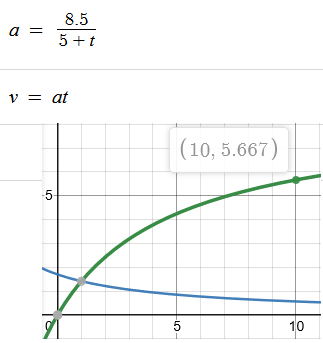 a = 8.5/(5 + t)
v = at
(10, 5.667)
5
0 5 10